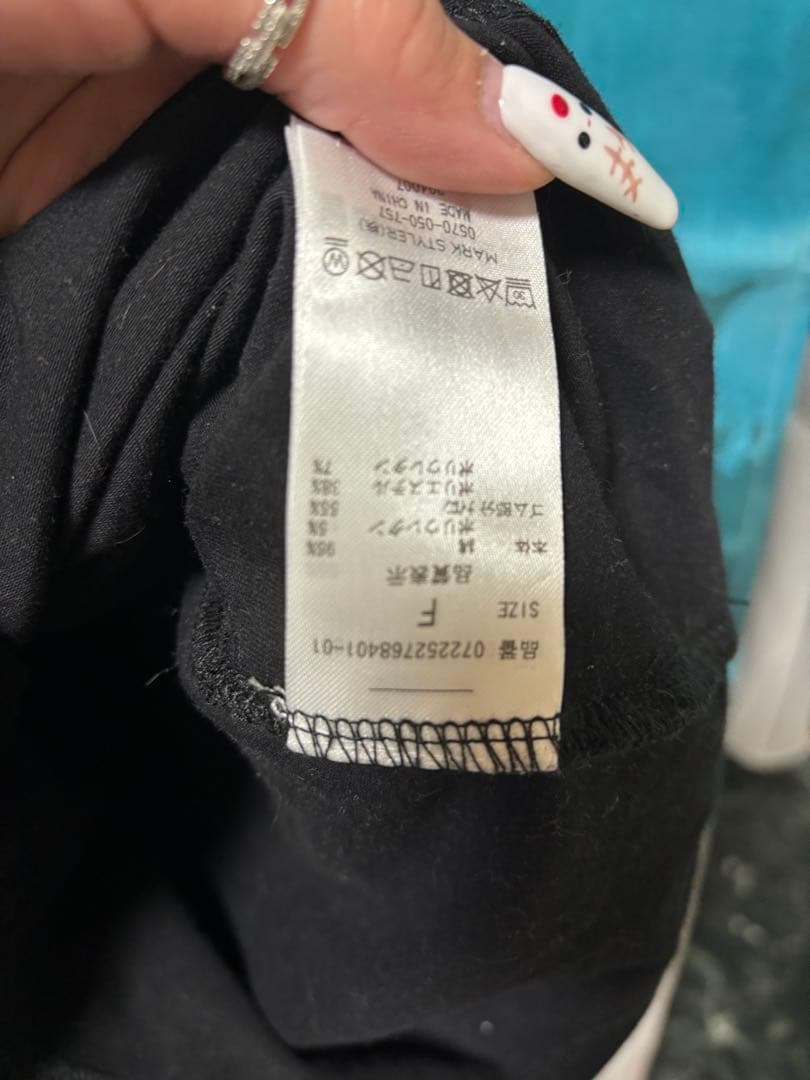 品番 072252768401-01
SIZE F
品質表示
本体 綿 95%
ポリウレタン 5%
ゴム部分 ﾅｲﾛﾝ 55%
ポリエステル 38%
ポリウレタン 7%
30
W
MARK STYLER(株)
0570-050-757
MADE IN CHINA